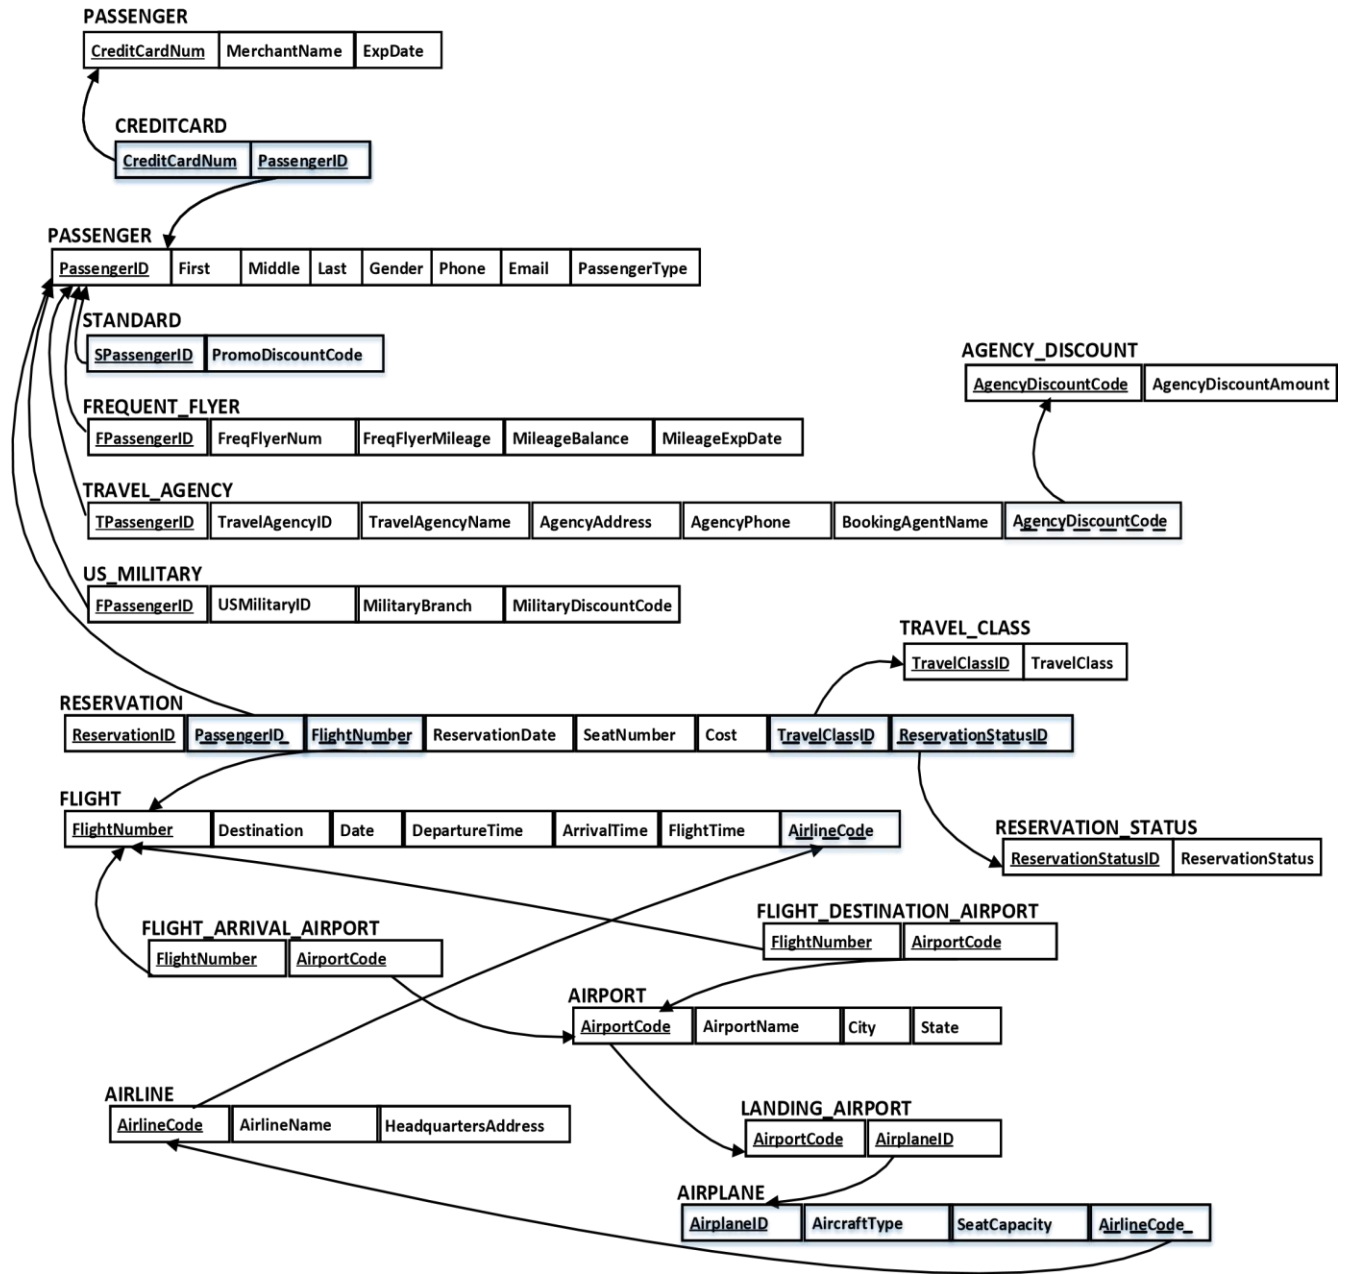 PASSENGER
CreditCardNum MerchantName ExpDate
CREDITCARD
CreditCardNum PassengerID
PASSENGER
PassengerID First Middle Last Gender Phone Email PassengerType
STANDARD
SPassengerID PromoDiscountCode
AGENCY_DISCOUNT
AgencyDiscountCode AgencyDiscountAmount
FREQUENT_FLYER
FPassengerID FreqFlyerNum FreqFlyerMileage MileageBalance MileageExpDate
TRAVEL_AGENCY
TPassengerID TravelAgencyID TravelAgencyName AgencyAddress AgencyPhone BookingAgentName AgencyDiscountCode
US_MILITARY
FPassengerID USMilitaryID MilitaryBranch MilitaryDiscountCode
TRAVEL_CLASS
TravelClassID TravelClass
RESERVATION
ReservationID PassengerID FlightNumber ReservationDate SeatNumber Cost TravelClassID ReservationStatusID
FLIGHT
FlightNumber Destination Date DepartureTime ArrivalTime FlightTime AirlineCode
RESERVATION_STATUS
ReservationStatusID ReservationStatus
FLIGHT_DESTINATION_AIRPORT
FlightNumber AirportCode
FLIGHT_ARRIVAL_AIRPORT
FlightNumber AirportCode
AIRPORT
AirportCode AirportName City State
AIRLINE
AirlineCode AirlineName HeadquartersAddress
LANDING_AIRPORT
AirportCode AirplaneID
AIRPLANE
AirplaneID AircraftType SeatCapacity AirlineCode